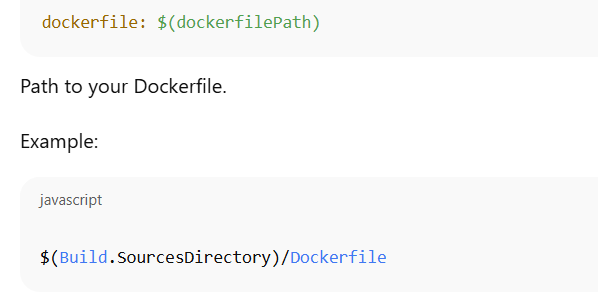 dockerfile: $(dockerfilePath)
Path to your Dockerfile.
Example:
javascript
$(Build.SourcesDirectory)/Dockerfile